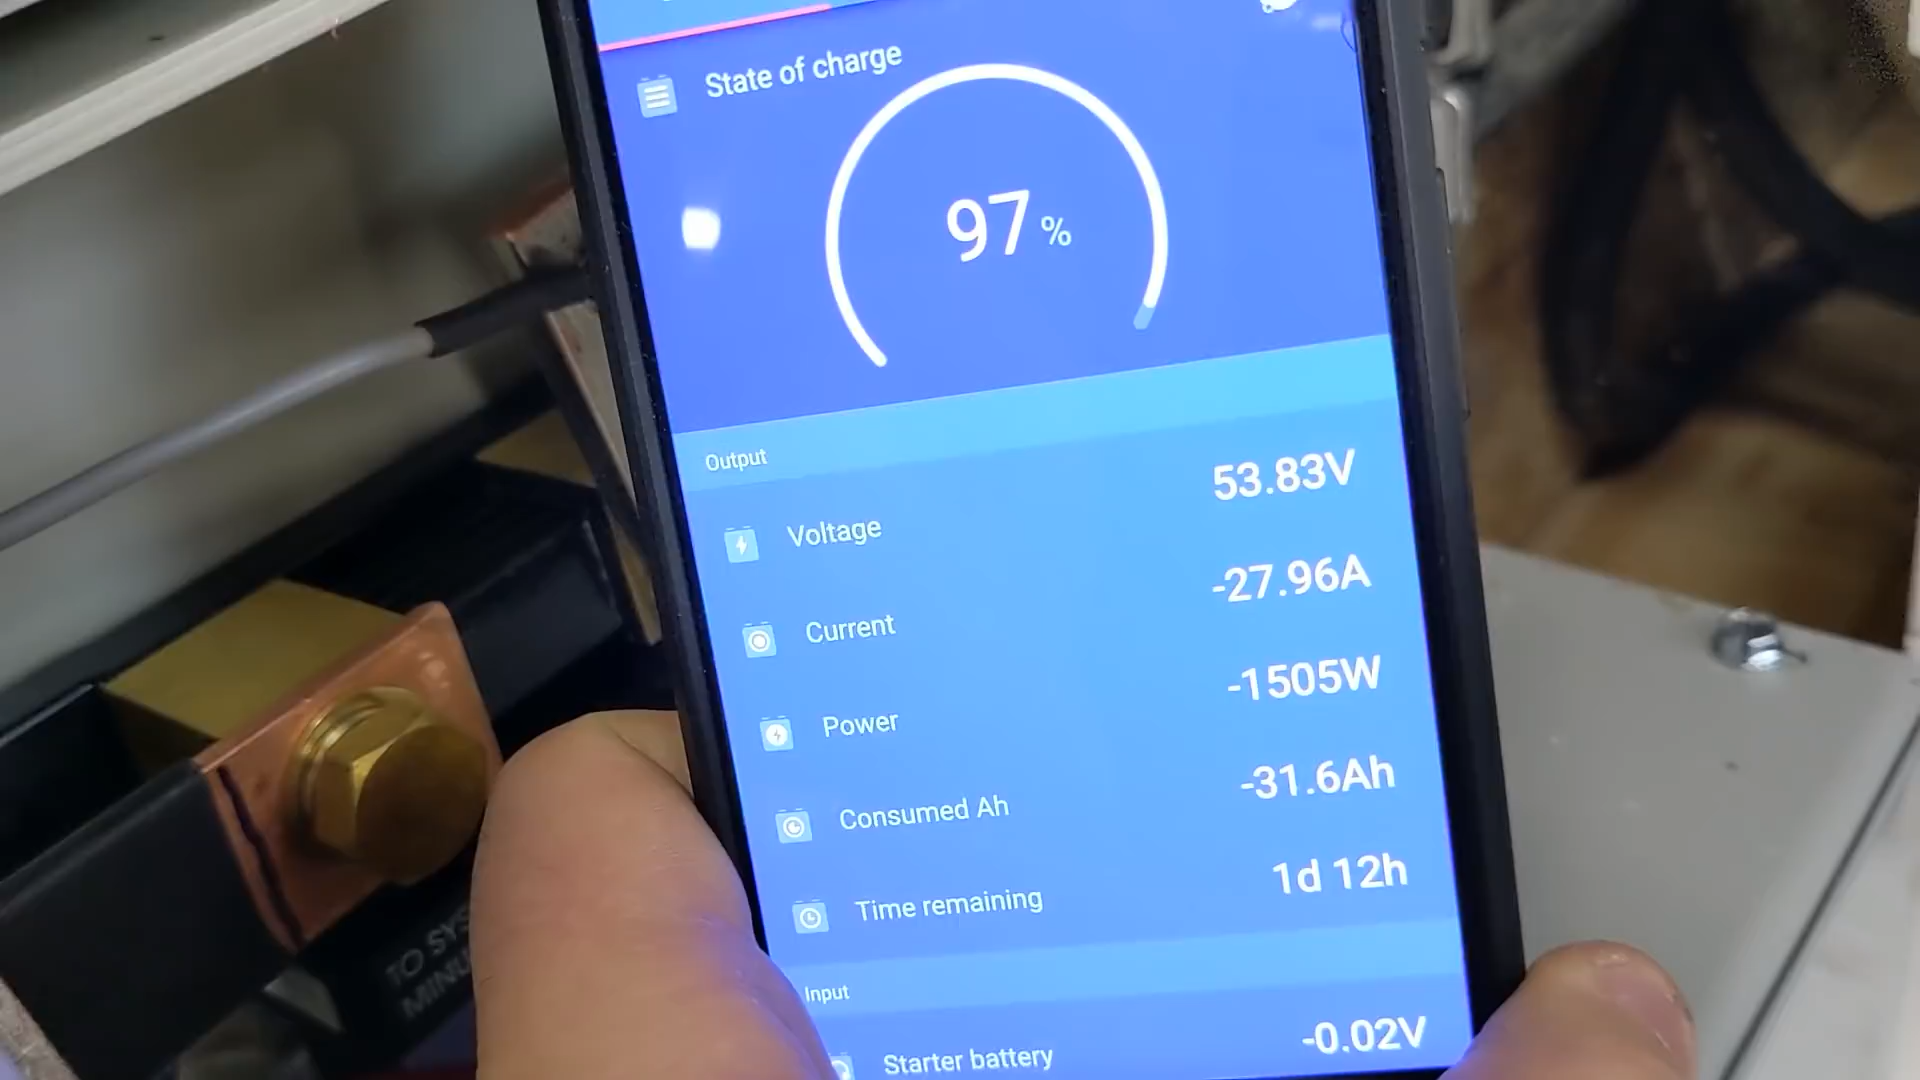 State of charge
97 %
Output
Voltage 53.83V
Current -27.96A
Power -1505W
Consumed Ah -31.6Ah
Time remaining 1d 12h
Input
Starter battery -0.02V
TO